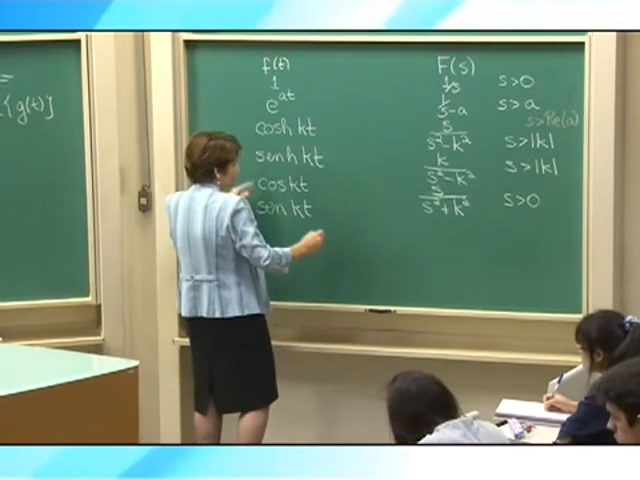 =
{g(t)}
f(t) F(s)
1 1/s s>0
e^at 1/s-a s>a
s>Re(a)
cosh kt s/s²-k² s>|k|
senh kt k/s²-k² s>|k|
cos kt s/s²+k² s>0
sen kt